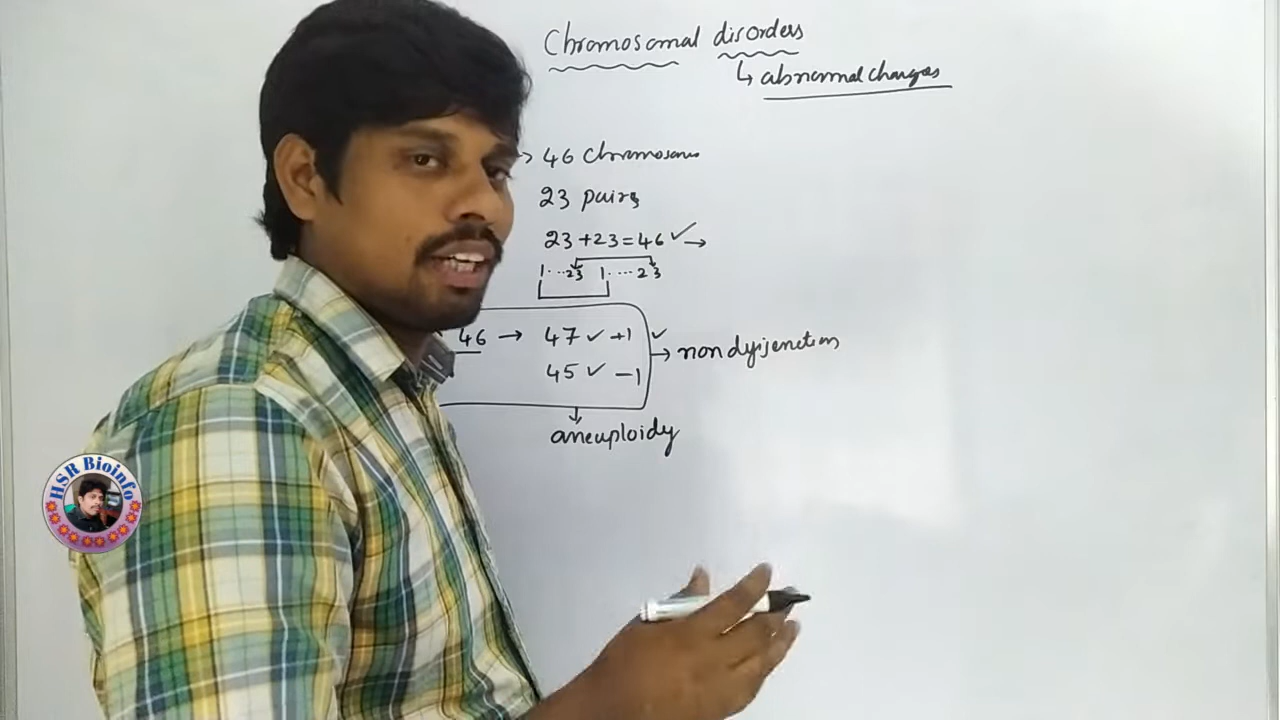 Chromosomal disorders
↳ abnormal changes
→ 46 Chromosomes
23 pairs
23 + 23 = 46 ✓→
1 ... 23 1 .... 23
46 → 47 ✓ +1 ✓
→ non dysjenction
45 ✓ -1
aneuploidy
HSR Bioinfo